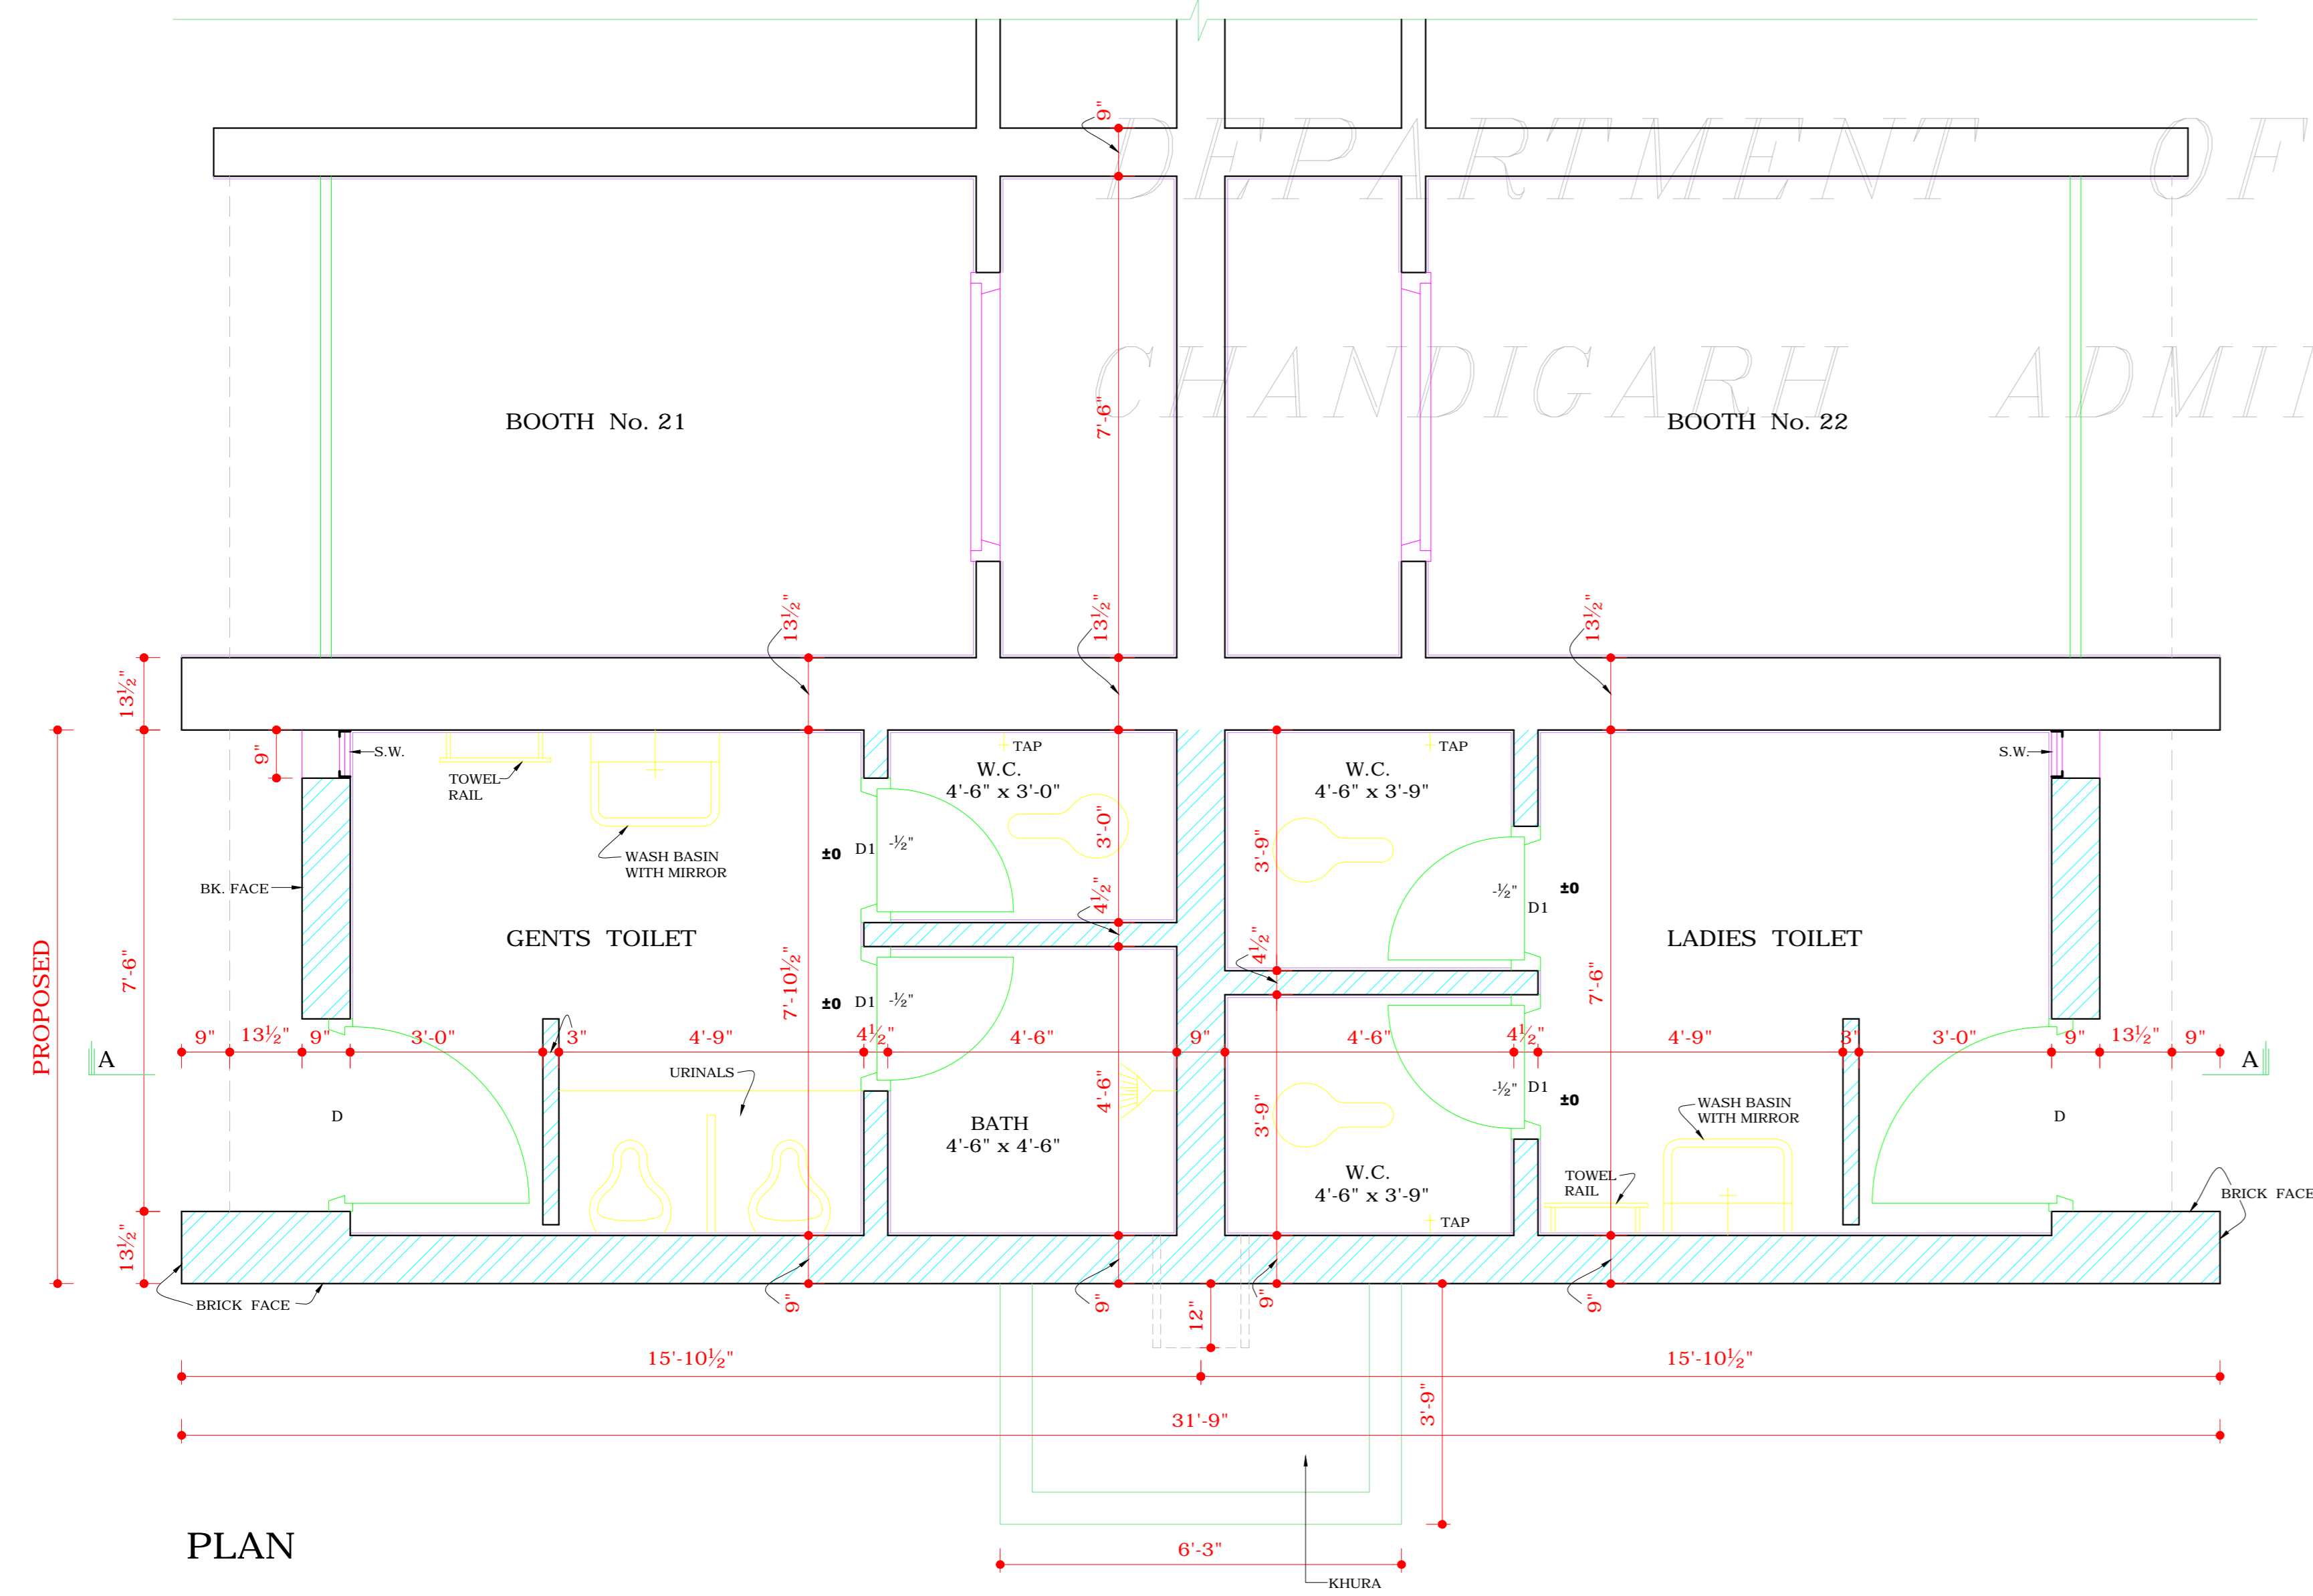 DEPARTMENT OF
CHANDIGARH
9"
7'-6"
BOOTH No. 21
BOOTH No. 22
13½"
13½"
13½"
13½"
9"
S.W.
TOWEL
RAIL
WASH BASIN
WITH MIRROR
TAP
W.C.
4'-6" x 3'-0"
TAP
W.C.
4'-6" x 3'-9"
S.W.
BK. FACE
±0
D1
-½"
3'-0"
3'-9"
-½"
D1
±0
4½"
GENTS TOILET
LADIES TOILET
PROPOSED
7'-6"
7'-10½"
4½"
7'-6"
±0
D1
-½"
A
9"
13½"
9"
3'-0"
3"
4'-9"
4½"
4'-6"
9"
4'-6"
4½"
4'-9"
3"
3'-0"
9"
13½"
9"
A
URINALS
4'-6"
3'-9"
-½"
D1
±0
D
BATH
4'-6" x 4'-6"
WASH BASIN
WITH MIRROR
D
W.C.
4'-6" x 3'-9"
TAP
TOWEL
RAIL
BRICK FACE
13½"
BRICK FACE
9"
9"
9"
9"
12"
15'-10½"
15'-10½"
3'-9"
31'-9"
PLAN
6'-3"
KHURA